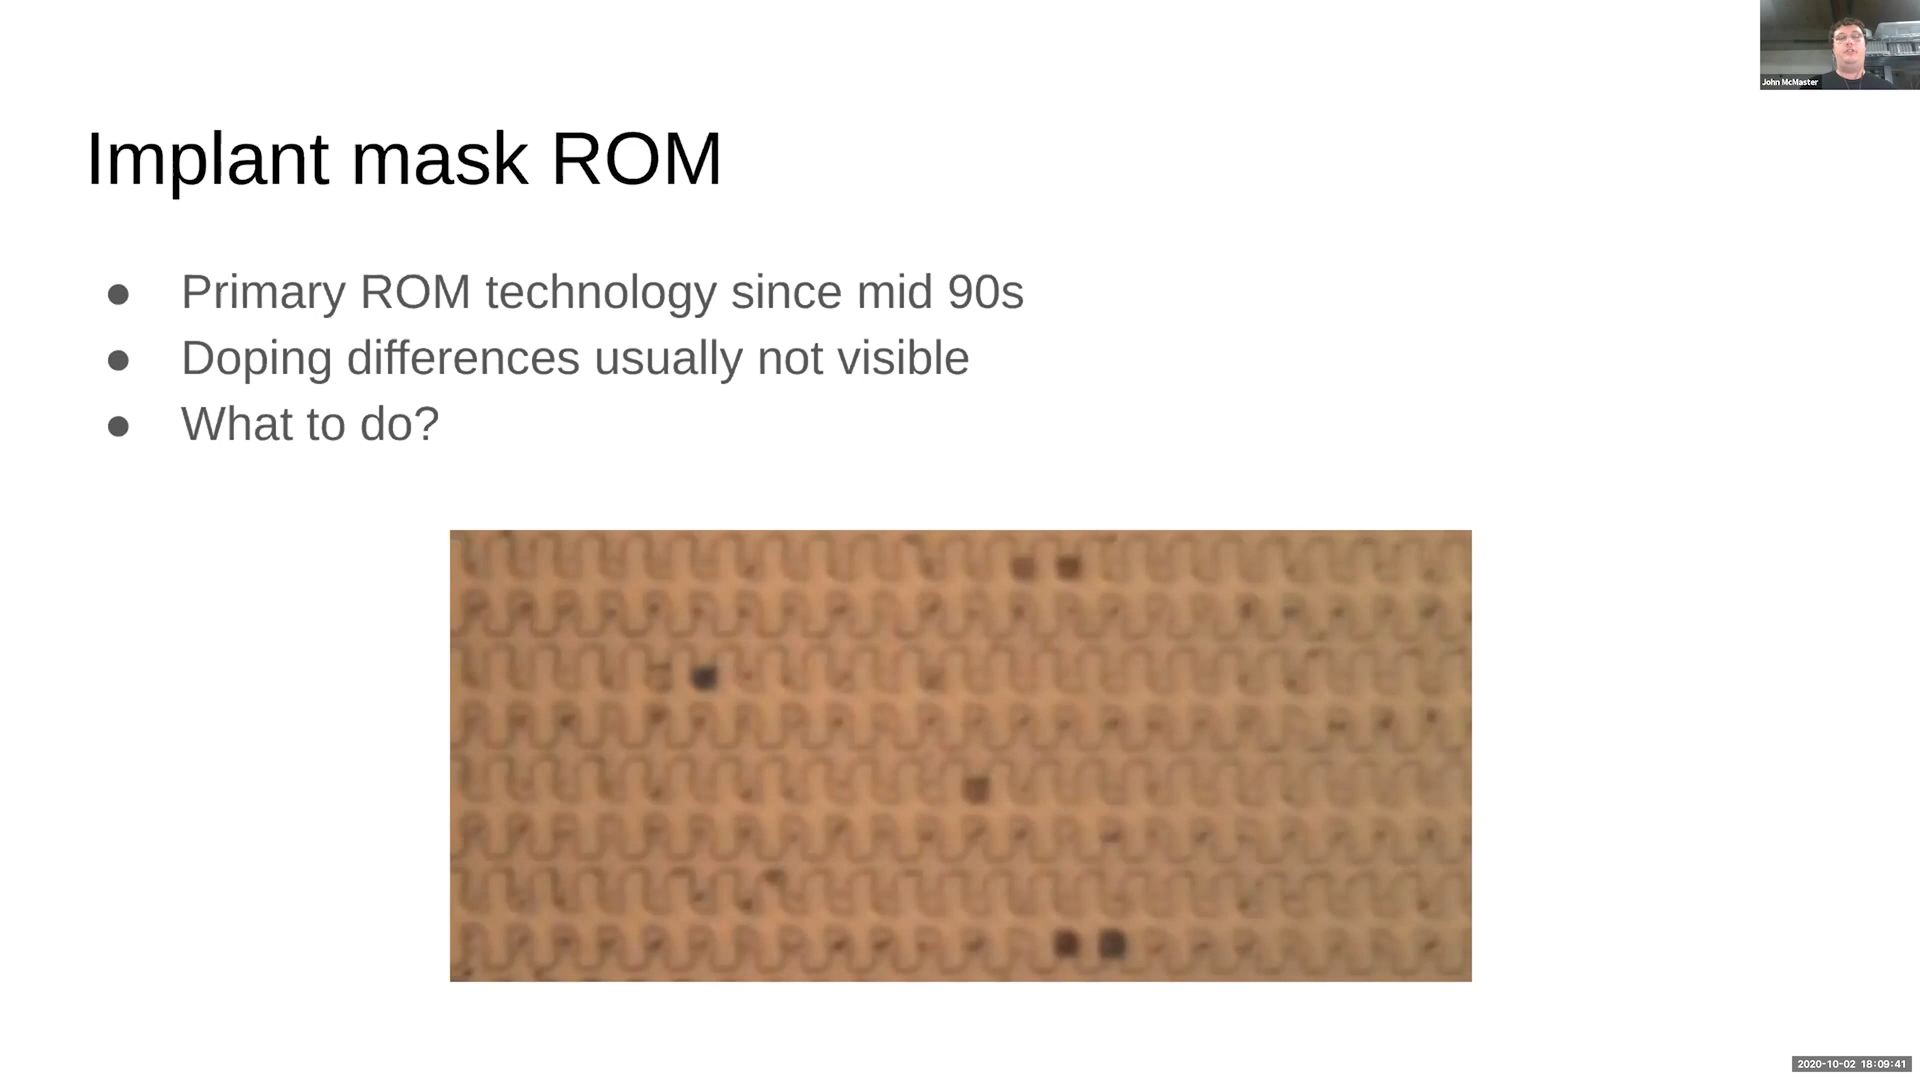 John McMaster
Implant mask ROM
● Primary ROM technology since mid 90s
● Doping differences usually not visible
● What to do?
2020-10-02 18:09:41